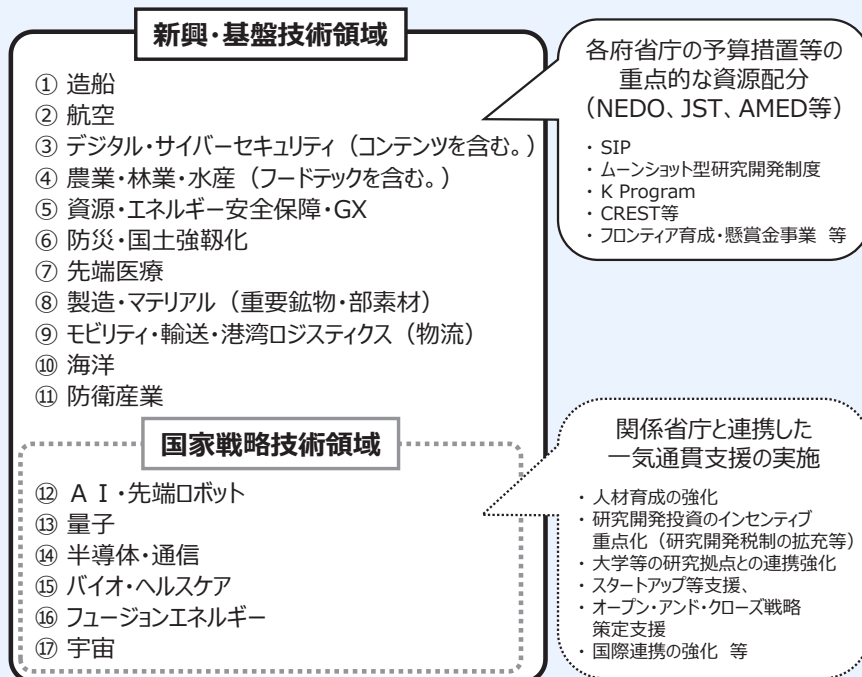 新興・基盤技術領域
① 造船
② 航空
③ デジタル・サイバーセキュリティ（コンテンツを含む。）
④ 農業・林業・水産（フードテックを含む。）
⑤ 資源・エネルギー安全保障・GX
⑥ 防災・国土強靱化
⑦ 先端医療
⑧ 製造・マテリアル（重要鉱物・部素材）
⑨ モビリティ・輸送・港湾ロジスティクス（物流）
⑩ 海洋
⑪ 防衛産業
国家戦略技術領域
⑫ ＡＩ・先端ロボット
⑬ 量子
⑭ 半導体・通信
⑮ バイオ・ヘルスケア
⑯ フュージョンエネルギー
⑰ 宇宙
各府省庁の予算措置等の
重点的な資源配分
（NEDO、JST、AMED等）
・ SIP
・ ムーンショット型研究開発制度
・ K Program
・ CREST等
・ フロンティア育成・懸賞金事業 等
関係省庁と連携した
一気通貫支援の実施
・ 人材育成の強化
・ 研究開発投資のインセンティブ
重点化（研究開発税制の拡充等）
・ 大学等の研究拠点との連携強化
・ スタートアップ等支援、
・ オープン・アンド・クローズ戦略
策定支援
・ 国際連携の強化 等